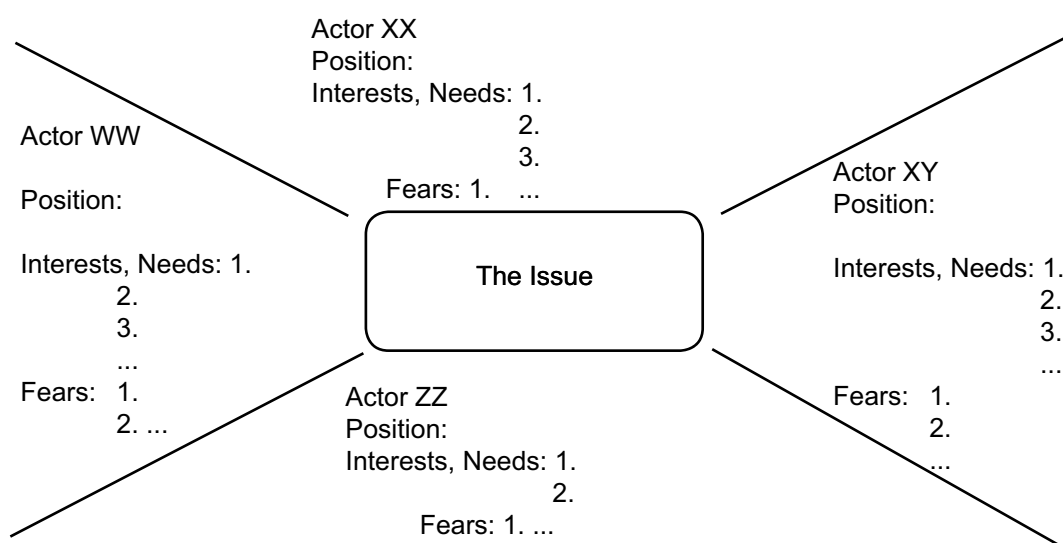 Actor XX
Position:
Interests, Needs: 1.
2.
3.
Fears: 1. ...
Actor WW
Position:
Interests, Needs: 1.
2.
3.
...
Fears: 1.
2. ...
The Issue
Actor XY
Position:
Interests, Needs: 1.
2.
3.
...
Fears: 1.
2.
...
Actor ZZ
Position:
Interests, Needs: 1.
2.
Fears: 1. ...